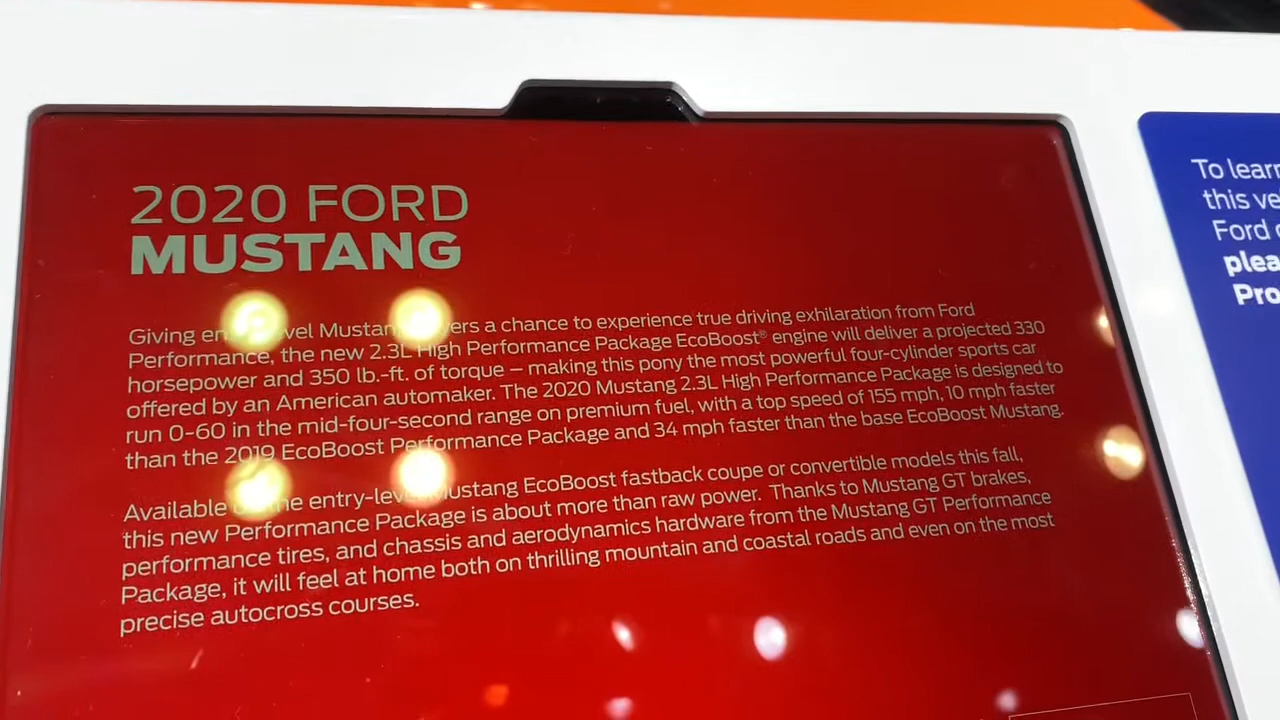 2020 FORD
MUSTANG
Giving en vel Mustan ers a chance to experience true driving exhilaration from Ford
Performance, the new 2.3L High Performance Package EcoBoost® engine will deliver a projected 330
horsepower and 350 lb.-ft. of torque – making this pony the most powerful four-cylinder sports car
offered by an American automaker. The 2020 Mustang 2.3L High Performance Package is designed to
run 0-60 in the mid-four-second range on premium fuel, with a top speed of 155 mph, 10 mph faster
than the 2019 EcoBoost Performance Package and 34 mph faster than the base EcoBoost Mustang.
Available the entry-level Mustang EcoBoost fastback coupe or convertible models this fall,
this new Performance Package is about more than raw power. Thanks to Mustang GT brakes,
performance tires, and chassis and aerodynamics hardware from the Mustang GT Performance
Package, it will feel at home both on thrilling mountain and coastal roads and even on the most
precise autocross courses.
To learn
this ve
Ford
plea
Pro